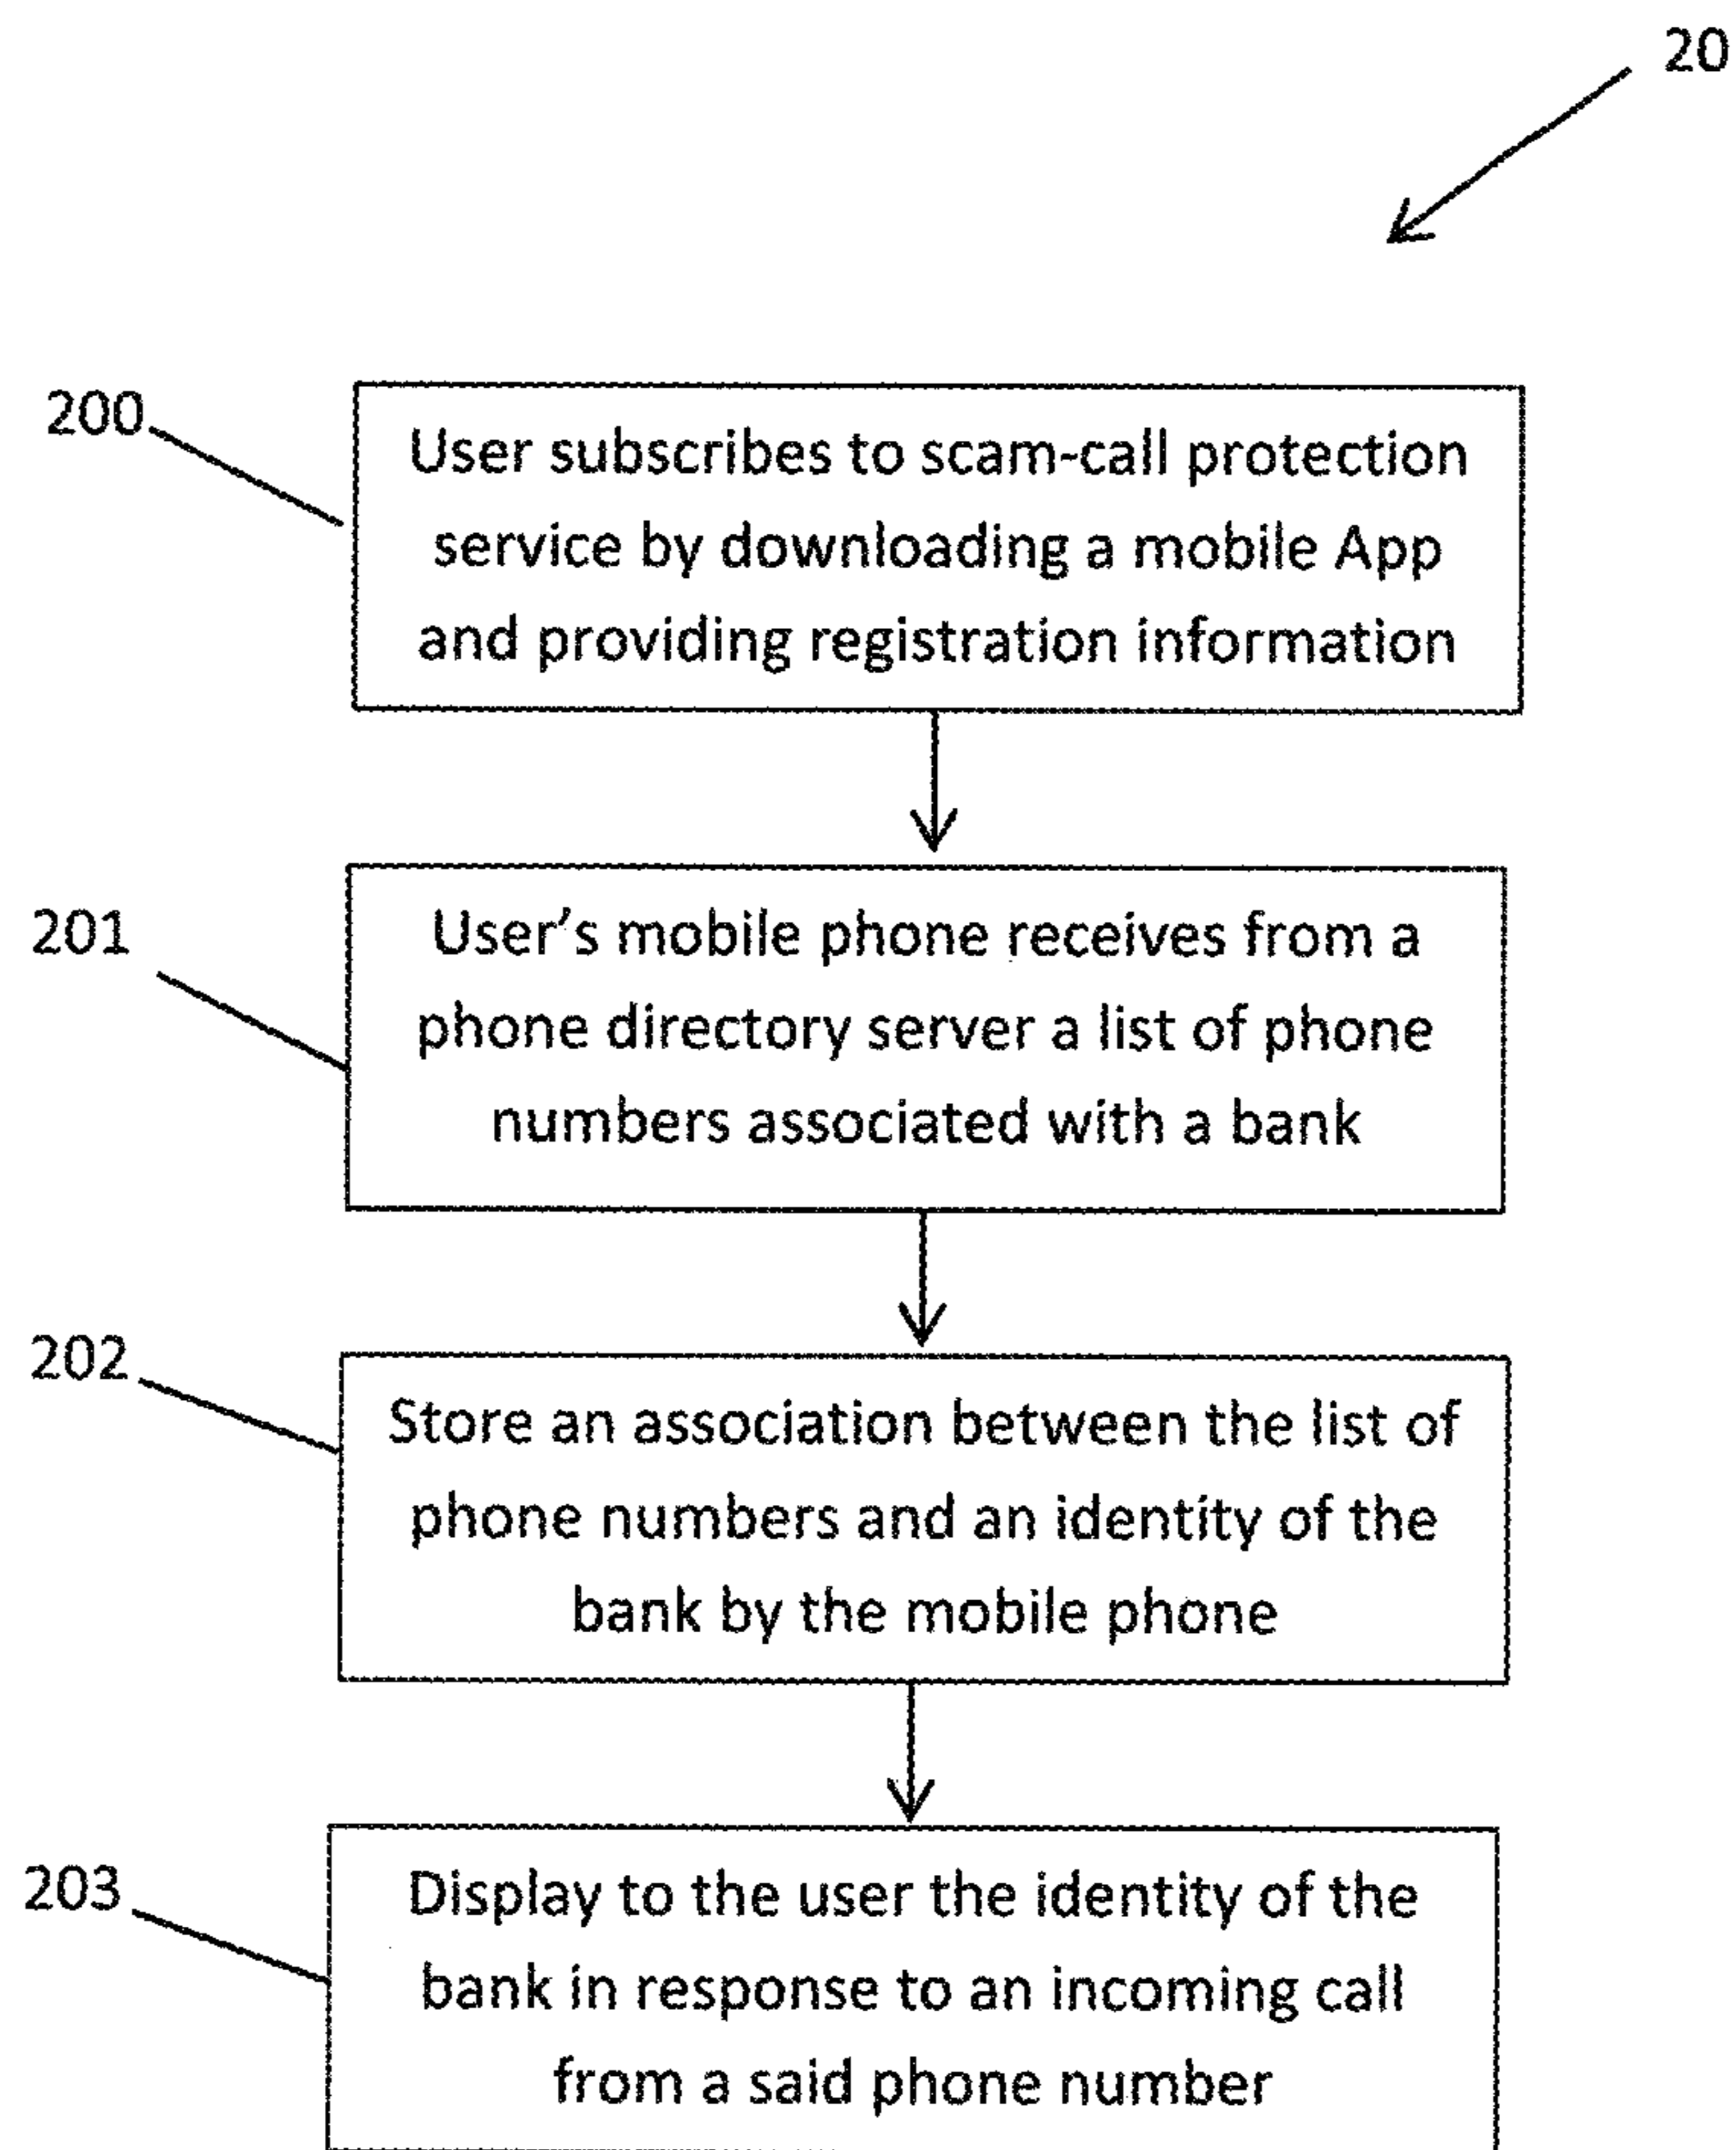 20
200
User subscribes to scam-call protection
service by downloading a mobile App
and providing registration information
201
User's mobile phone receives from a
phone directory server a list of phone
numbers associated with a bank
202
Store an association between the list of
phone numbers and an identity of the
bank by the mobile phone
203
Display to the user the identity of the
bank in response to an incoming call
from a said phone number